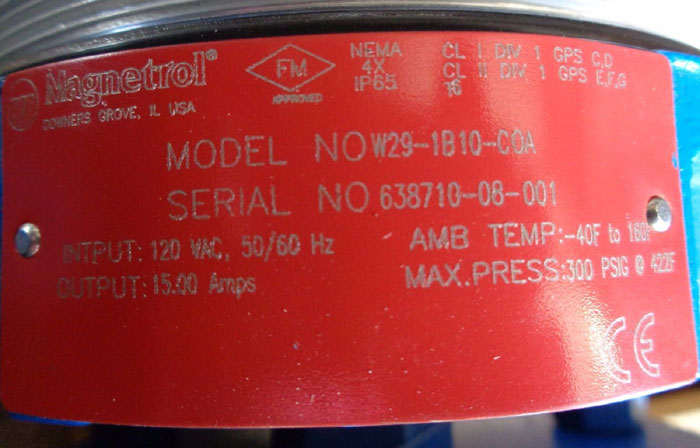 Magnetrol®
DOWNERS GROVE, IL USA
FM
APPROVED
NEMA
4X
IP65
CL I DIV 1 GPS C,D
CL II DIV 1 GPS E,F,G
T6
MODEL NO W29-1B10-COA
SERIAL NO 638710-08-001
INTPUT: 120 VAC, 50/60 Hz
OUTPUT: 15.00 Amps
AMB TEMP:-40F to 160F
MAX.PRESS:300 PSIG @ 422F
CE